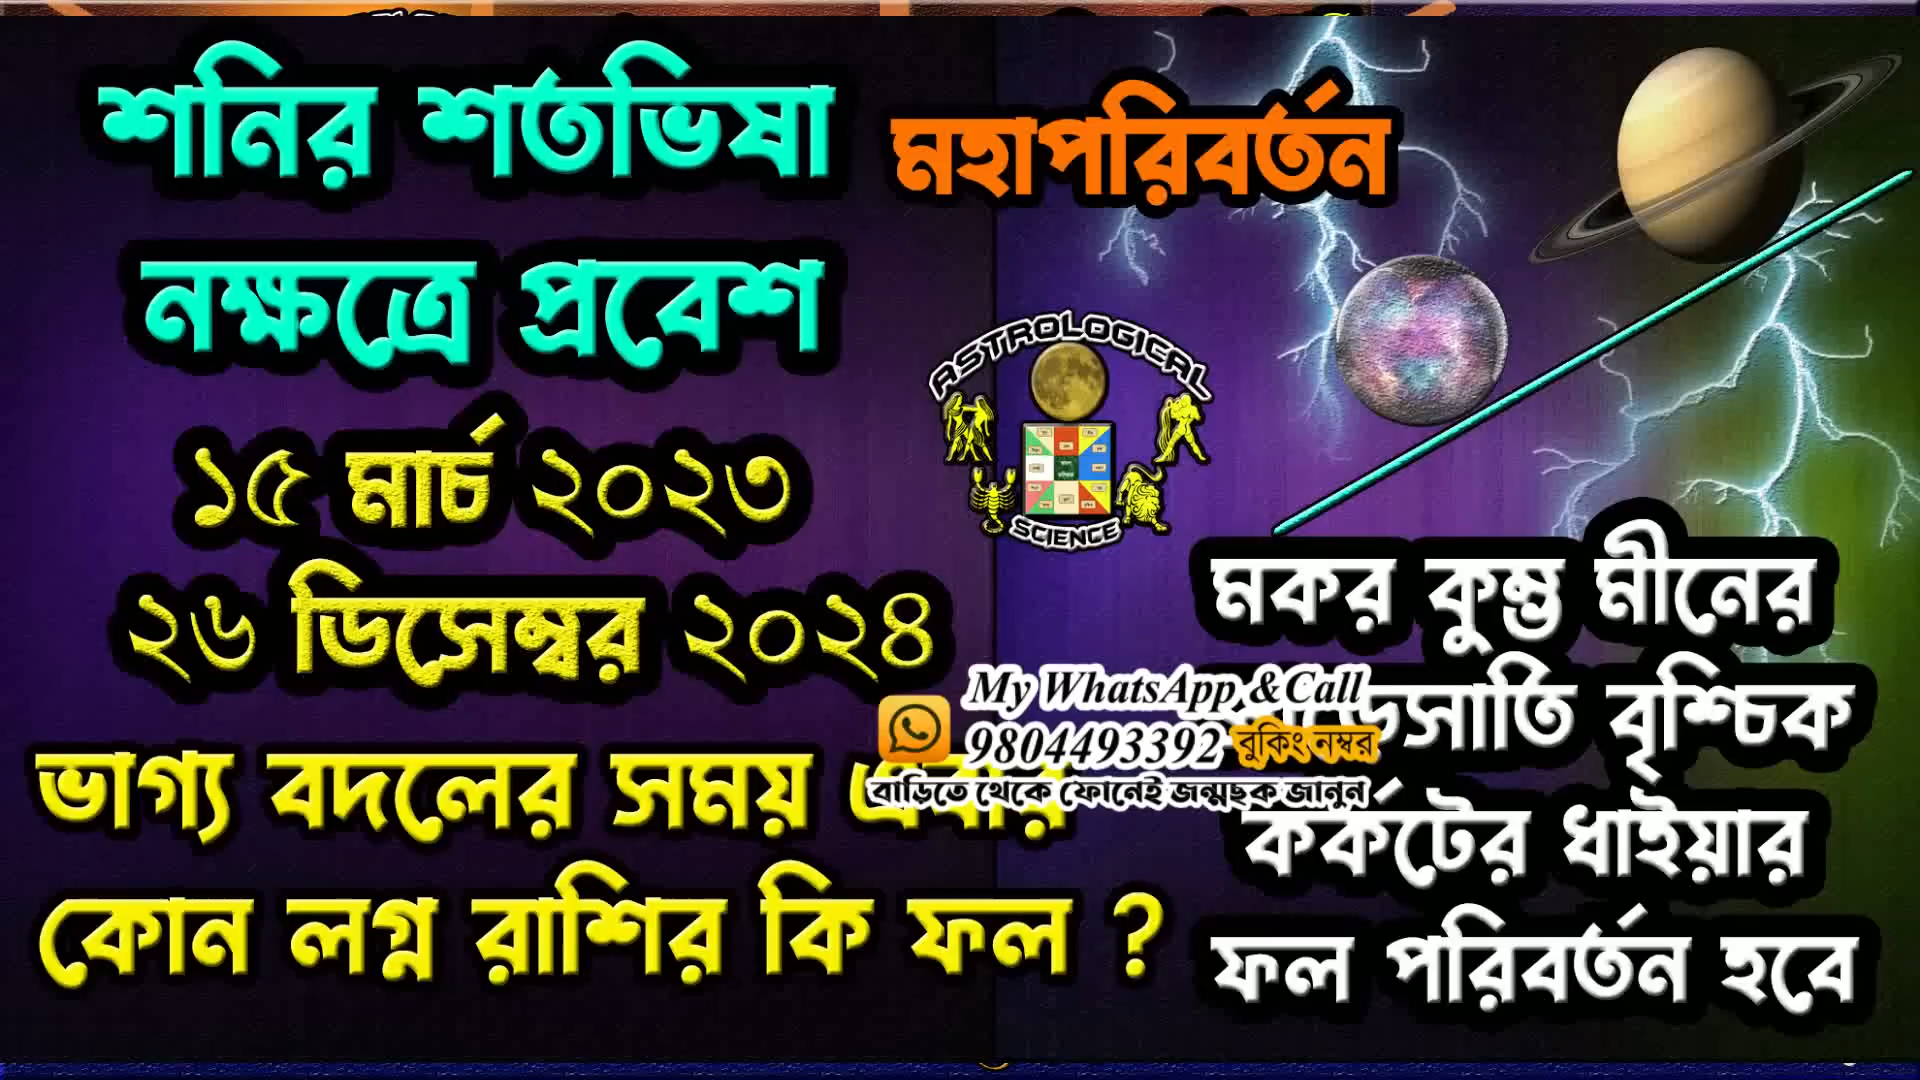 শনির শতভিষা
নক্ষত্রে প্রবেশ
১৫ মার্চ ২০২৩
২৬ ডিসেম্বর ২০২৪
ভাগ্য বদলের সময় এবার
কোন লগ্ন রাশির কি ফল ?
মহাপরিবর্তন
ASTROLOGICAL
SCIENCE
My WhatsApp & Call
9804493392 বুকিং নম্বর
বাড়িতে থেকে ফোনেই জন্মছক জানুন
মকর কুম্ভ মীনের
বৃশ্চিক
কর্কটের ধাইয়ার
ফল পরিবর্তন হবে